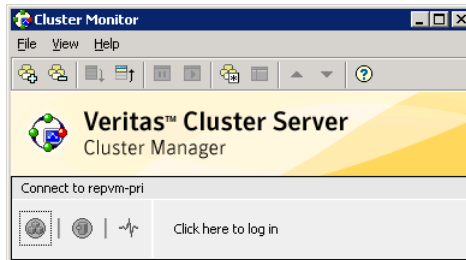 Cluster Monitor
File View Help
Veritas™ Cluster Server
Cluster Manager
Connect to repvm-pri
Click here to log in